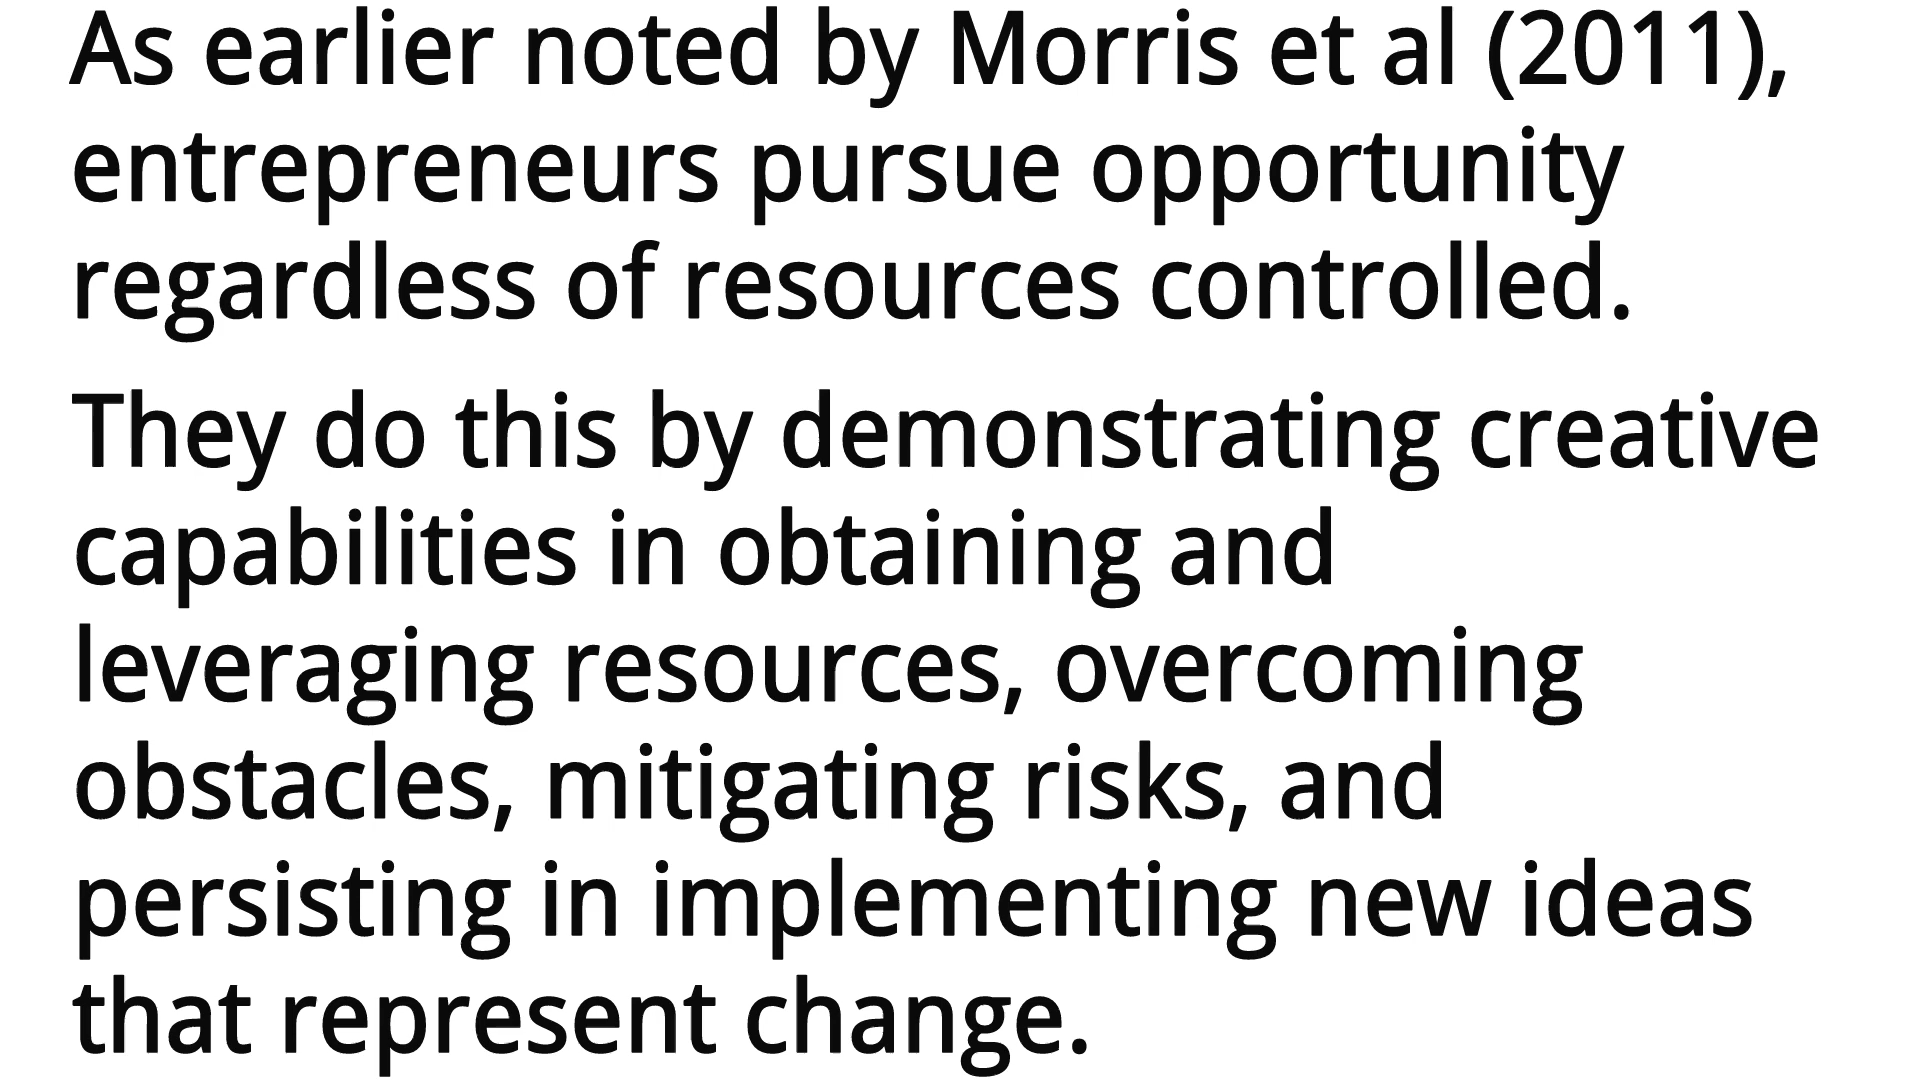 As earlier noted by Morris et al (2011),
entrepreneurs pursue opportunity
regardless of resources controlled.
They do this by demonstrating creative
capabilities in obtaining and
leveraging resources, overcoming
obstacles, mitigating risks, and
persisting in implementing new ideas
that represent change.